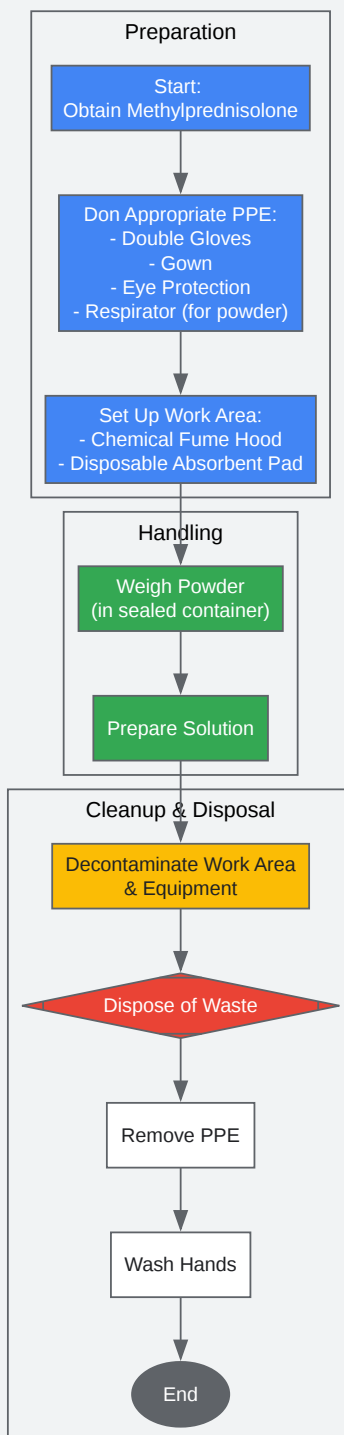 Preparation
Start:
Obtain Methylprednisolone
Don Appropriate PPE:
- Double Gloves
- Gown
- Eye Protection
- Respirator (for powder)
Set Up Work Area:
- Chemical Fume Hood
- Disposable Absorbent Pad
Handling
Weigh Powder
(in sealed container)
Prepare Solution
Cleanup & Disposal
Decontaminate Work Area
& Equipment
Dispose of Waste
Remove PPE
Wash Hands
End